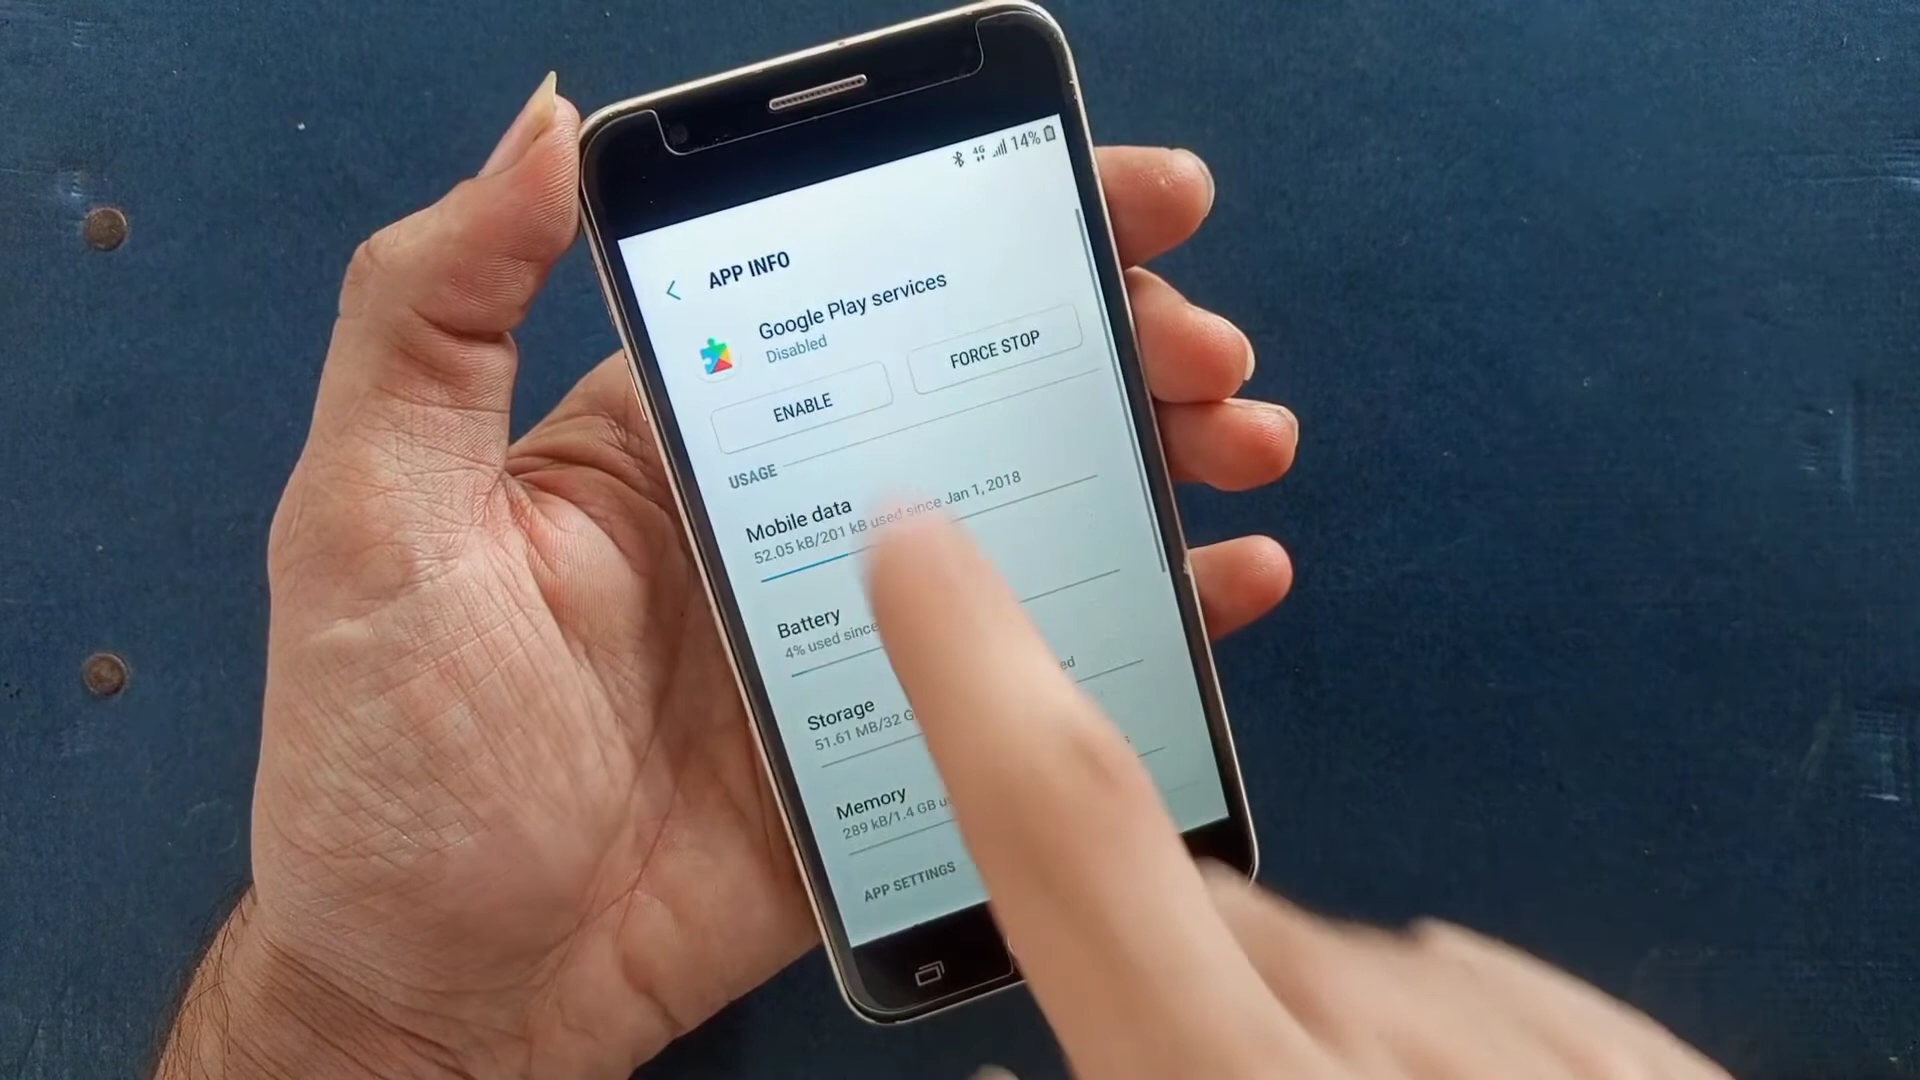 4G 14%
APP INFO
Google Play services
Disabled
ENABLE
FORCE STOP
USAGE
Mobile data
52.05 kB/201 kB used since Jan 1, 2018
Battery
4% used since
Storage
51.61 MB/32 G
Memory
289 kB/1.4 GB
APP SETTINGS